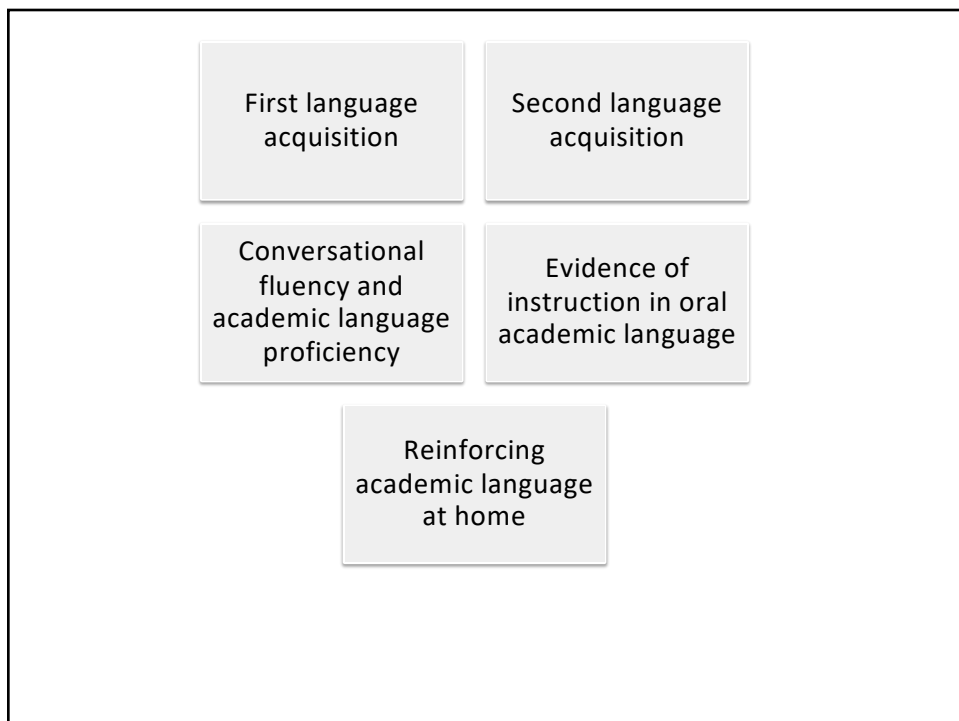 First language
acquisition
Second language
acquisition
Conversational
fluency and
academic language
proficiency
Evidence of
instruction in oral
academic language
Reinforcing
academic language
at home